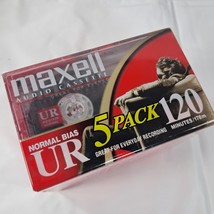 maxell
AUDIO CASSETTE
UR
NORMAL BIAS
UR
5 PACK
120
GREAT FOR EVERYDAY RECORDING
MINUTES